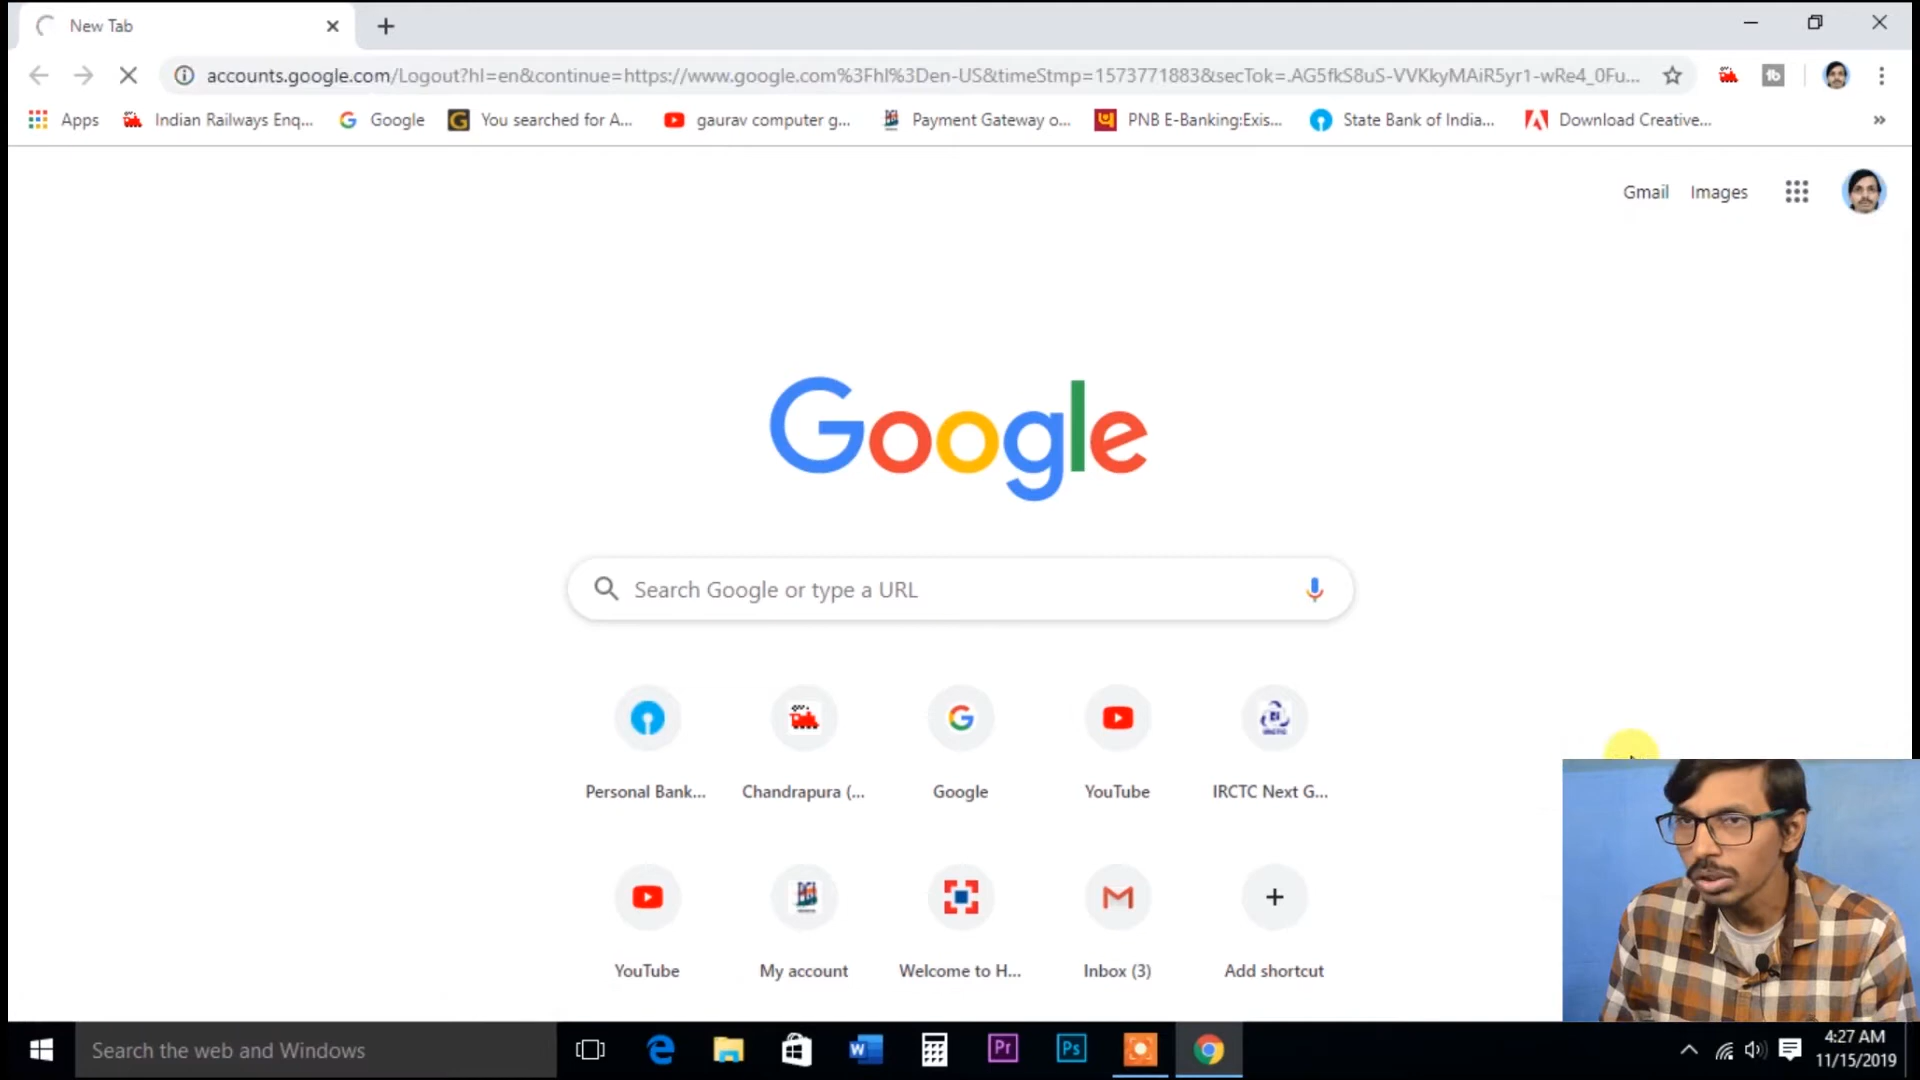 New Tab
accounts.google.com/Logout?hl=en&continue=https://www.google.com%3Fhl%3Den-US&timeStmp=1573771883&secTok=.AG5fkS8uS-VVKkyMAiR5yr1-wRe4_0Fu...
Apps Indian Railways Enq... Google You searched for A... gaurav computer g... Payment Gateway o... PNB E-Banking:Exis... State Bank of India... Download Creative... »
Gmail Images
Google
Search Google or type a URL
Personal Bank... Chandrapura (... Google YouTube IRCTC Next G...
YouTube My account Welcome to H... Inbox (3) Add shortcut
Search the web and Windows
4:27 AM
11/15/2019